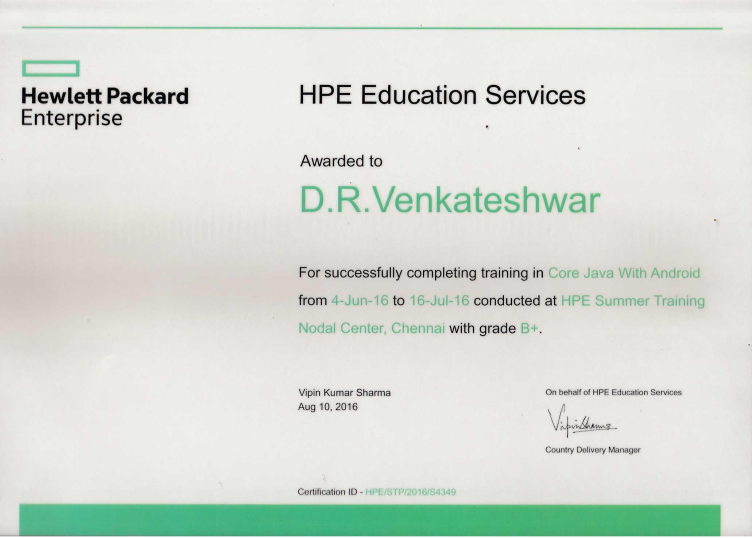 Hewlett Packard
Enterprise
HPE Education Services
Awarded to
D.R.Venkateshwar
For successfully completing training in Core Java With Android
from 4-Jun-16 to 16-Jul-16 conducted at HPE Summer Training
Nodal Center, Chennai with grade B+.
Vipin Kumar Sharma
Aug 10, 2016
On behalf of HPE Education Services
VipinSharma
Country Delivery Manager
Certification ID - HPE/STP/2016/S4349